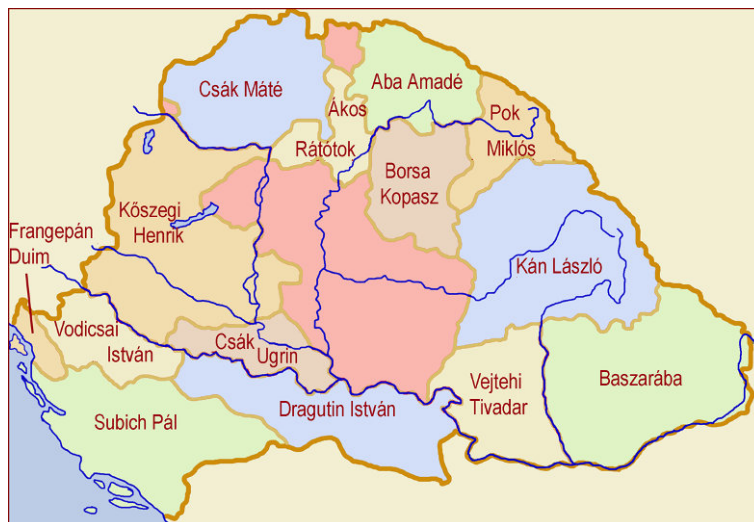 Csák Máté
Aba Amadé
Ákos
Pok
Miklós
Rátótok
Borsa
Kopasz
Kőszegi
Henrik
Frangepán
Duim
Kán László
Vodicsai
István
Csák
Ugrin
Vejtehi
Tivadar
Baszarába
Dragutin István
Subich Pál